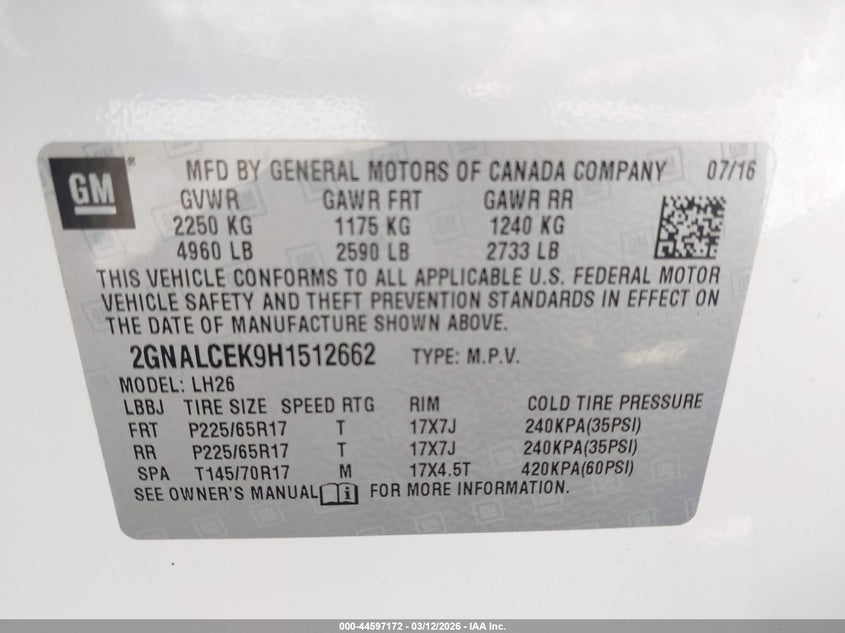 GM ® MFD BY GENERAL MOTORS OF CANADA COMPANY 07/16
GVWR GAWR FRT GAWR RR
2250 KG 1175 KG 1240 KG
4960 LB 2590 LB 2733 LB
THIS VEHICLE CONFORMS TO ALL APPLICABLE U.S. FEDERAL MOTOR
VEHICLE SAFETY AND THEFT PREVENTION STANDARDS IN EFFECT ON
THE DATE OF MANUFACTURE SHOWN ABOVE.
2GNALCEK9H1512662 TYPE: M.P.V.
MODEL: LH26
LBBJ TIRE SIZE SPEED RTG RIM COLD TIRE PRESSURE
FRT P225/65R17 T 17X7J 240KPA(35PSI)
RR P225/65R17 T 17X7J 240KPA(35PSI)
SPA T145/70R17 M 17X4.5T 420KPA(60PSI)
SEE OWNER'S MANUAL i FOR MORE INFORMATION.
000-44597172 - 03/12/2026 - IAA Inc.